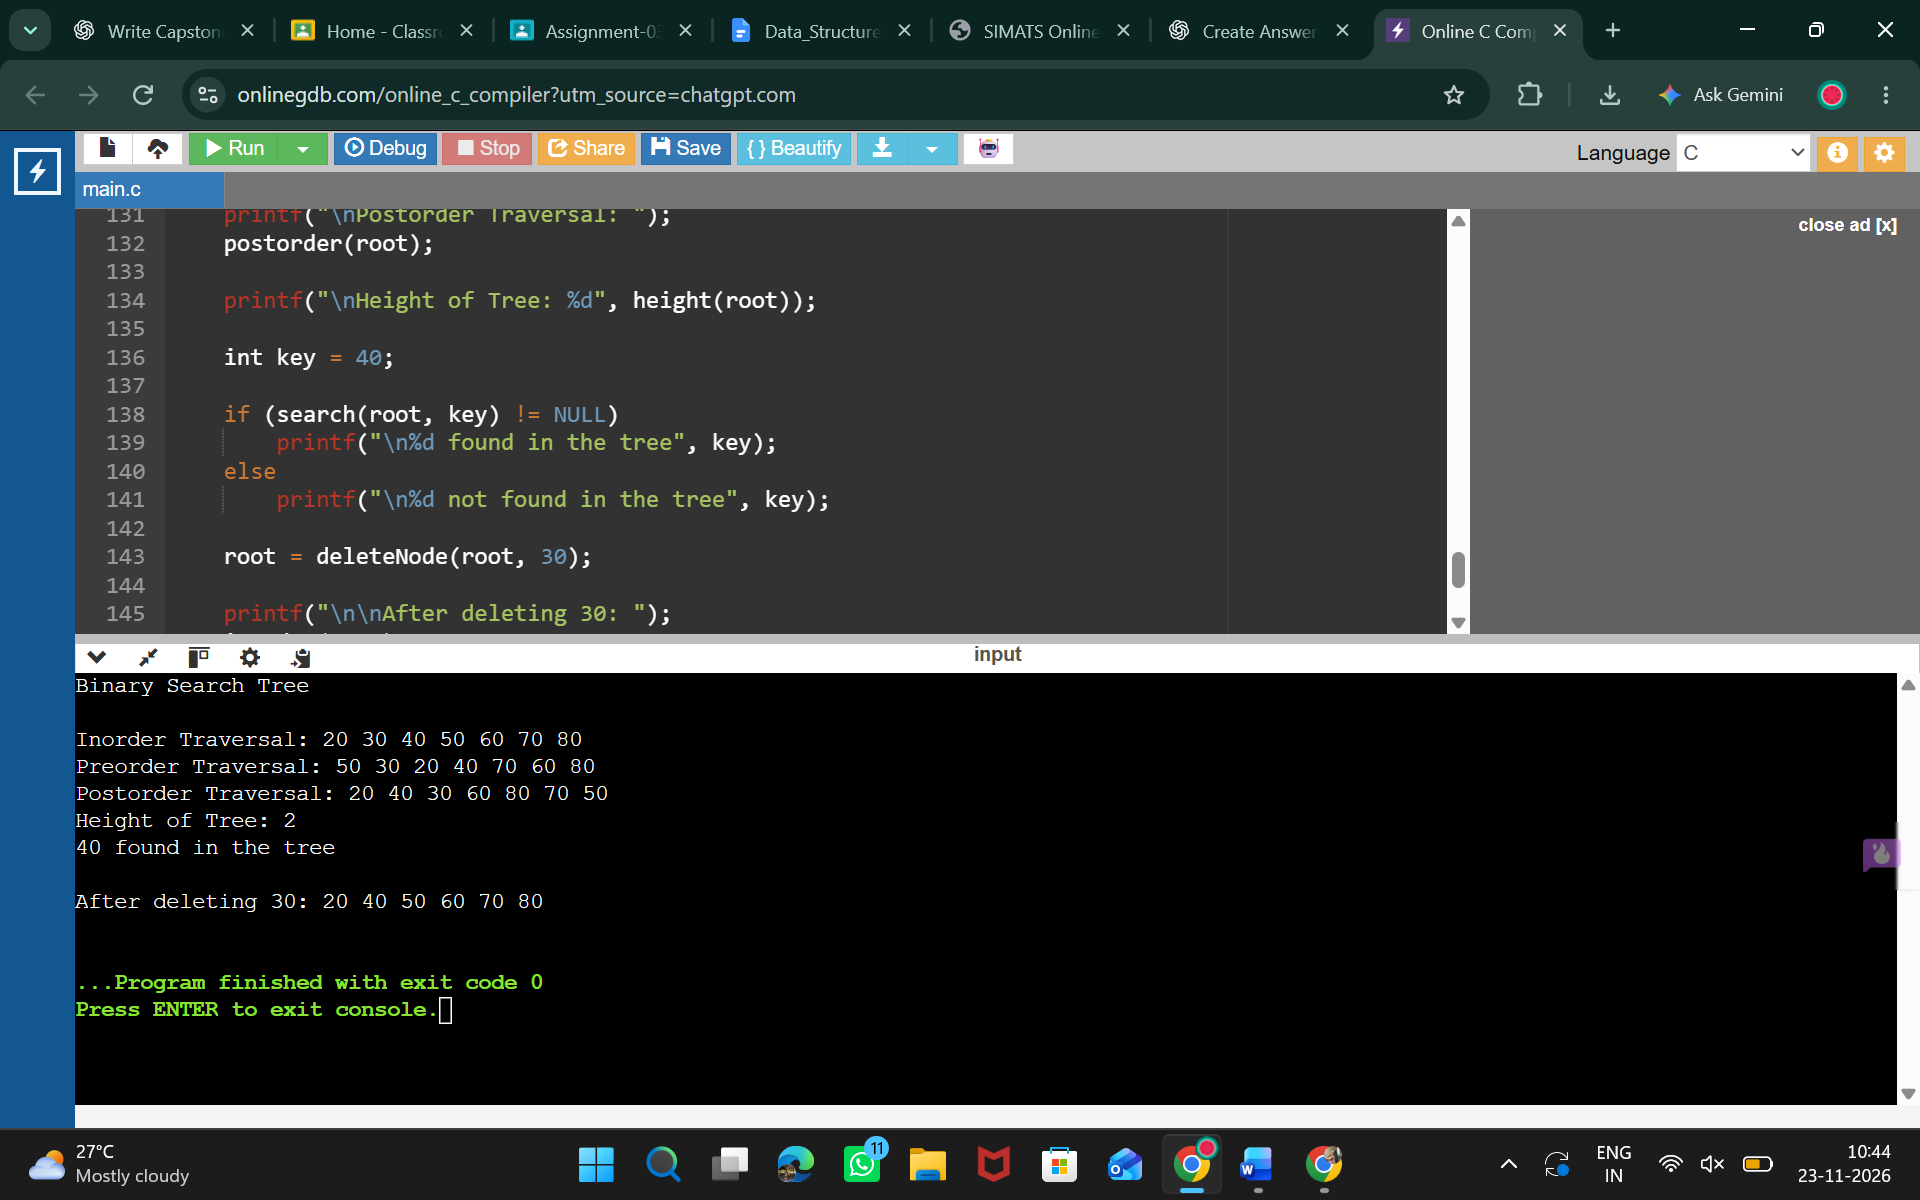 Write Capston
Home - Classr
Assignment-03
Data_Structure
SIMATS Online
Create Answer
Online C Com
onlinegdb.com/online_c_compiler?utm_source=chatgpt.com
Ask Gemini
Run
Debug
Stop
Share
Save
{ } Beautify
Language C
main.c
131 printf("\nPostorder Traversal: ");
132 postorder(root);
133
134 printf("\nHeight of Tree: %d", height(root));
135
136 int key = 40;
137
138 if (search(root, key) != NULL)
139 printf("\n%d found in the tree", key);
140 else
141 printf("\n%d not found in the tree", key);
142
143 root = deleteNode(root, 30);
144
145 printf("\n\nAfter deleting 30: ");
close ad [x]
input
Binary Search Tree
Inorder Traversal: 20 30 40 50 60 70 80
Preorder Traversal: 50 30 20 40 70 60 80
Postorder Traversal: 20 40 30 60 80 70 50
Height of Tree: 2
40 found in the tree
After deleting 30: 20 40 50 60 70 80
...Program finished with exit code 0
Press ENTER to exit console.
27°C
Mostly cloudy
11
ENG
IN
10:44
23-11-2026